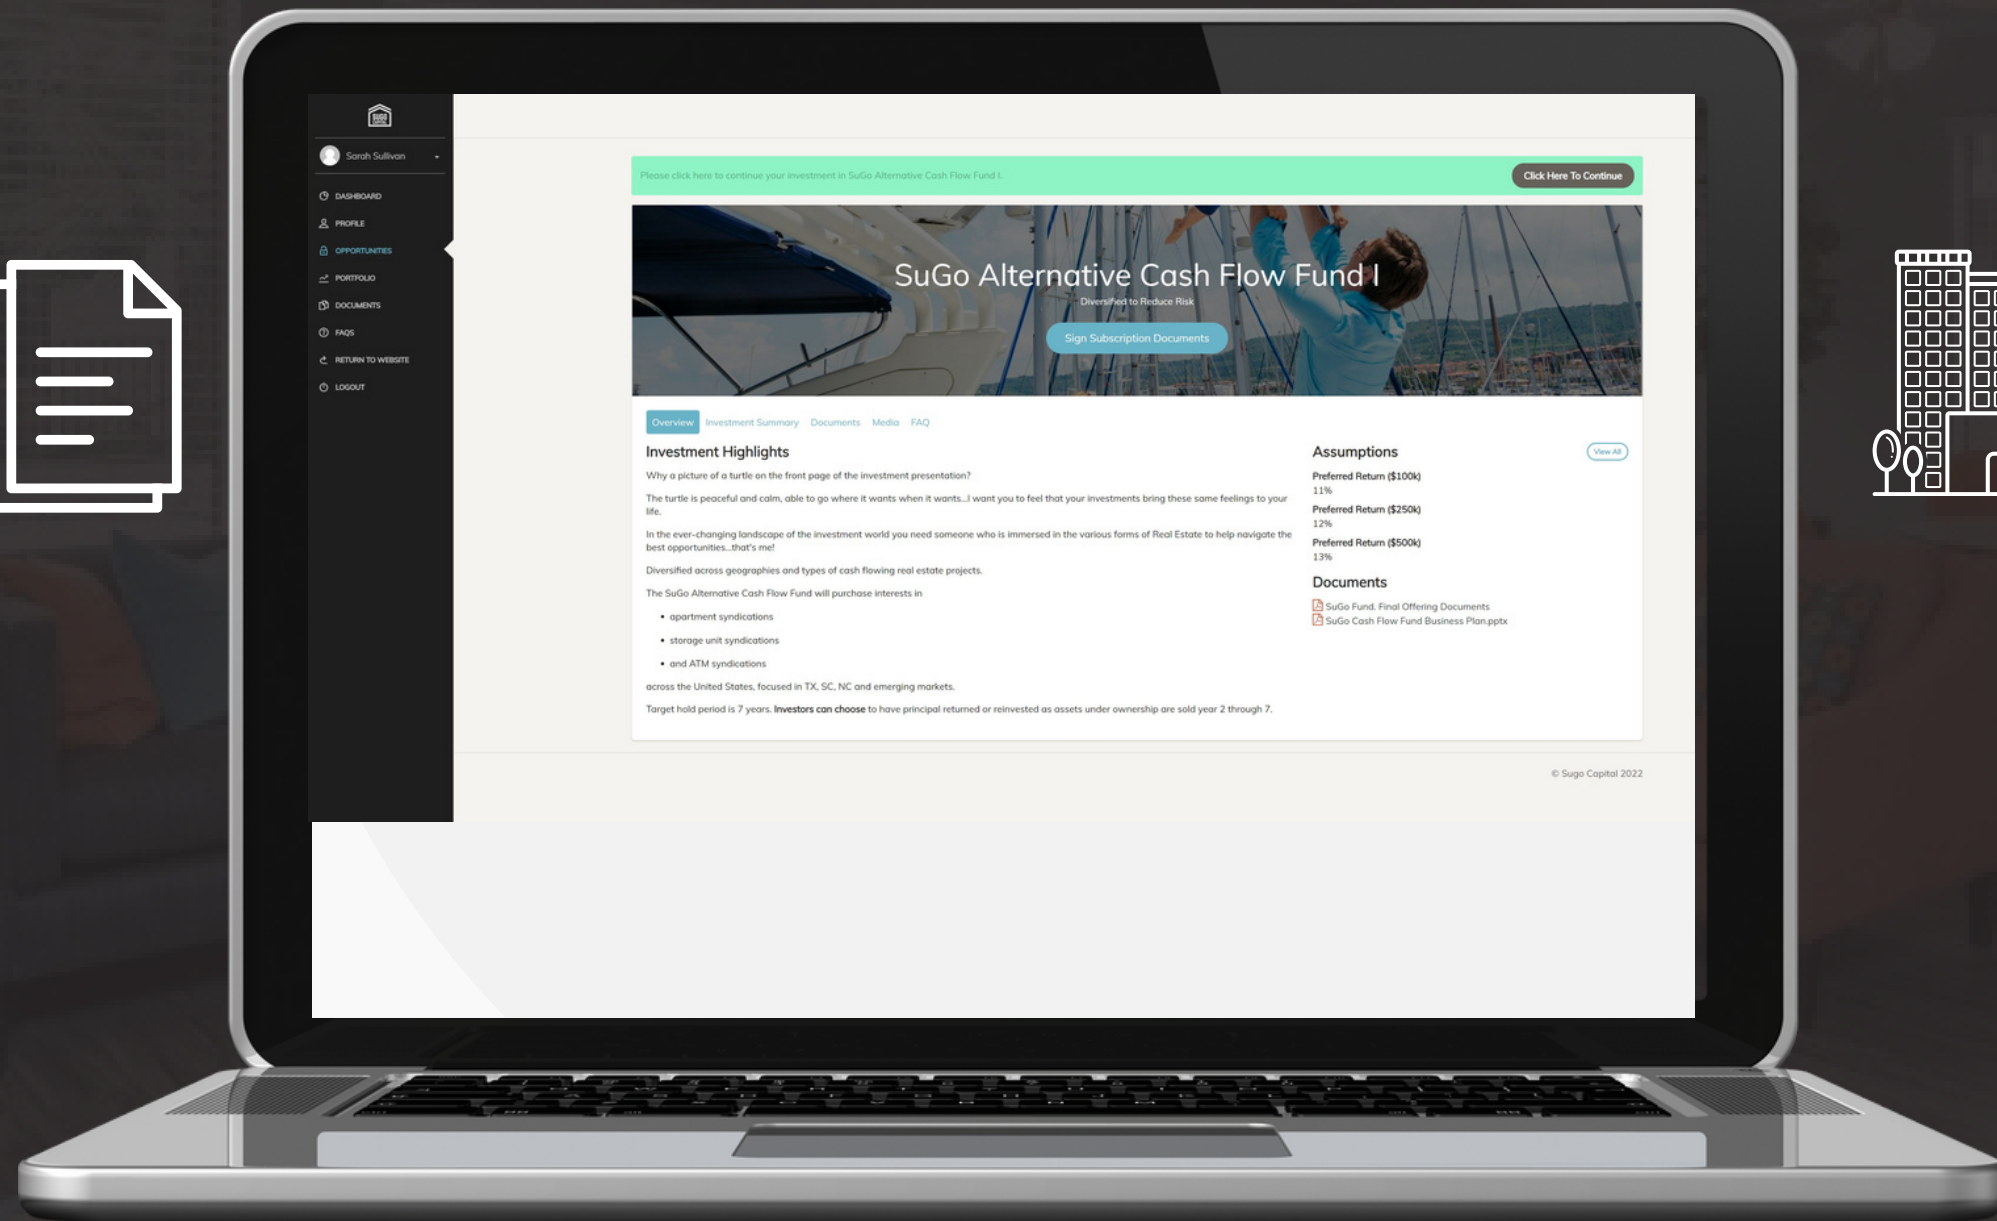 SUGO
CAPITAL
Sarah Sullivan
DASHBOARD
PROFILE
OPPORTUNITIES
PORTFOLIO
DOCUMENTS
FAQS
RETURN TO WEBSITE
LOGOUT
Please click here to continue your investment in SuGo Alternative Cash Flow Fund I.
Click Here To Continue
SuGo Alternative Cash Flow Fund I
Diversified to Reduce Risk
Sign Subscription Documents
Overview Investment Summary Documents Media FAQ
Investment Highlights
Why a picture of a turtle on the front page of the investment presentation?
The turtle is peaceful and calm, able to go where it wants when it wants...I want you to feel that your investments bring these same feelings to your
life.
In the ever-changing landscape of the investment world you need someone who is immersed in the various forms of Real Estate to help navigate the
best opportunities...that's me!
Diversified across geographies and types of cash flowing real estate projects.
The SuGo Alternative Cash Flow Fund will purchase interests in
• apartment syndications
• storage unit syndications
• and ATM syndications
across the United States, focused in TX, SC, NC and emerging markets.
Target hold period is 7 years. Investors can choose to have principal returned or reinvested as assets under ownership are sold year 2 through 7.
Assumptions
View All
Preferred Return ($100k)
11%
Preferred Return ($250k)
12%
Preferred Return ($500k)
13%
Documents
SuGo Fund. Final Offering Documents
SuGo Cash Flow Fund Business Plan.pptx
© Sugo Capital 2022